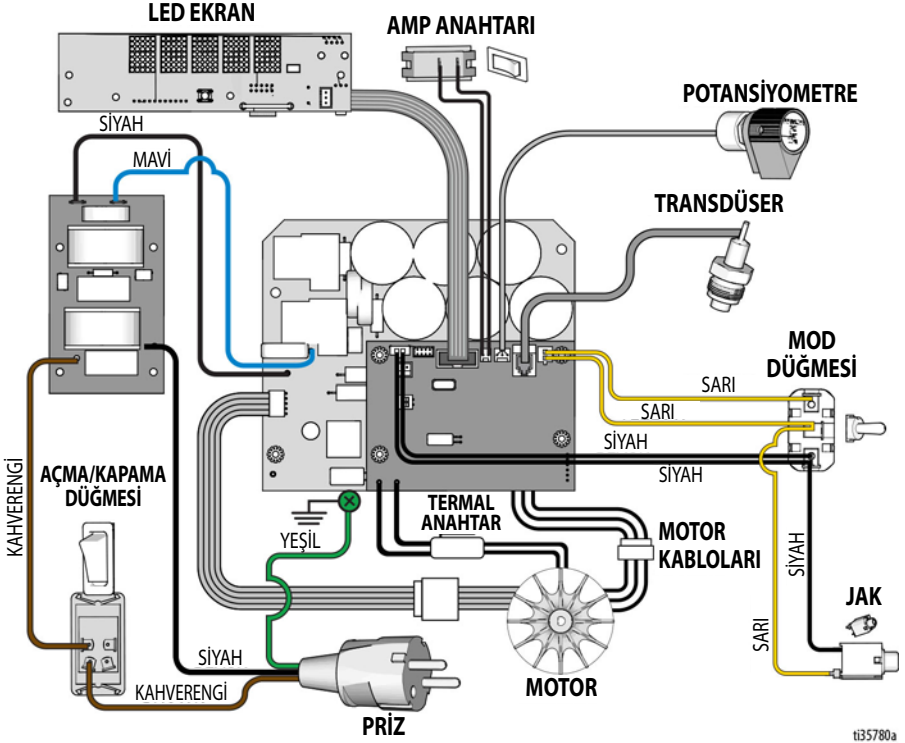 LED EKRAN
AMP ANAHTARI
POTANSİYOMETRE
SİYAH
MAVİ
TRANSDÜSER
MOD
DÜĞMESİ
SARI
SARI
SİYAH
SİYAH
KAHVERENGİ
AÇMA/KAPAMA
DÜĞMESİ
TERMAL
ANAHTAR
YEŞİL
MOTOR
KABLOLARI
SİYAH
SARI
JAK
SİYAH
KAHVERENGİ
MOTOR
PRİZ
ti35780a